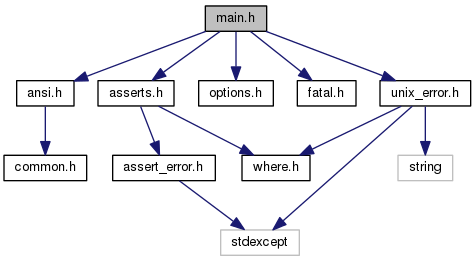 main.h
ansi.h
asserts.h
options.h
fatal.h
unix_error.h
common.h
assert_error.h
where.h
string
stdexcept